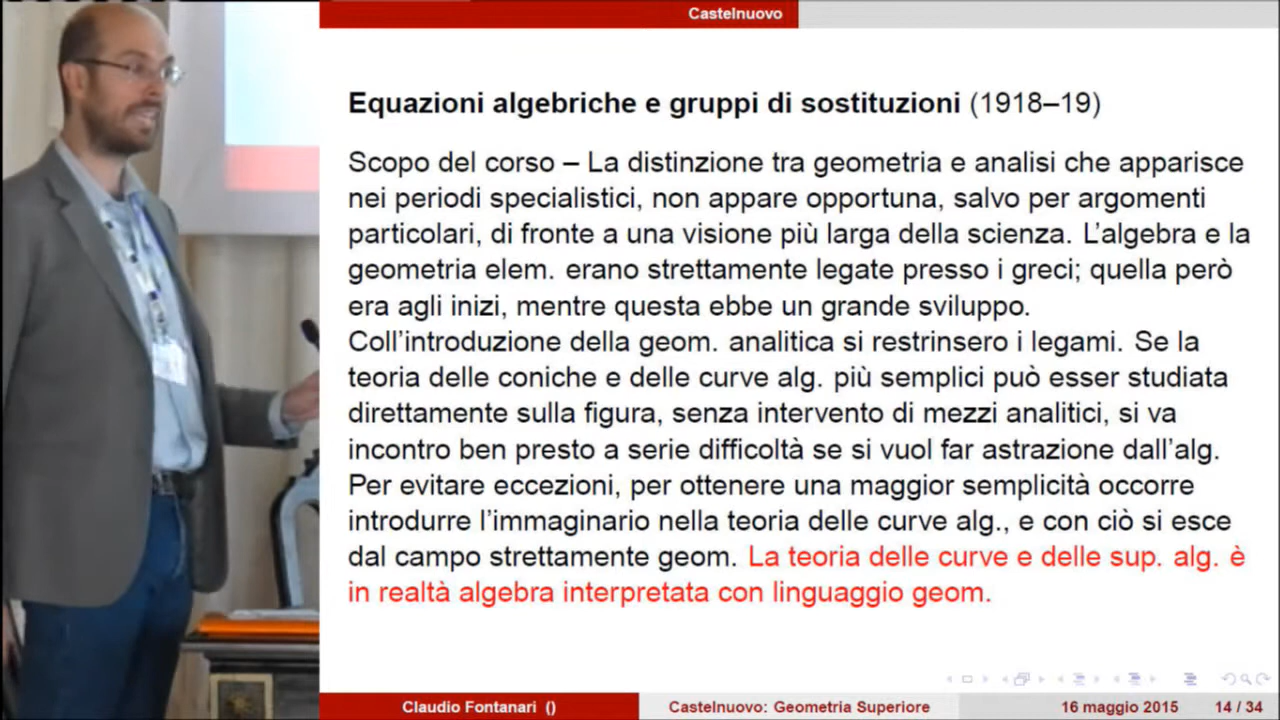 Castelnuovo
Equazioni algebriche e gruppi di sostituzioni (1918–19)
Scopo del corso – La distinzione tra geometria e analisi che apparisce
nei periodi specialistici, non appare opportuna, salvo per argomenti
particolari, di fronte a una visione più larga della scienza. L'algebra e la
geometria elem. erano strettamente legate presso i greci; quella però
era agli inizi, mentre questa ebbe un grande sviluppo.
Coll'introduzione della geom. analitica si restrinsero i legami. Se la
teoria delle coniche e delle curve alg. più semplici può esser studiata
direttamente sulla figura, senza intervento di mezzi analitici, si va
incontro ben presto a serie difficoltà se si vuol far astrazione dall'alg.
Per evitare eccezioni, per ottenere una maggior semplicità occorre
introdurre l'immaginario nella teoria delle curve alg., e con ciò si esce
dal campo strettamente geom. La teoria delle curve e delle sup. alg. è
in realtà algebra interpretata con linguaggio geom.
Claudio Fontanari () Castelnuovo: Geometria Superiore 16 maggio 2015 14 / 34